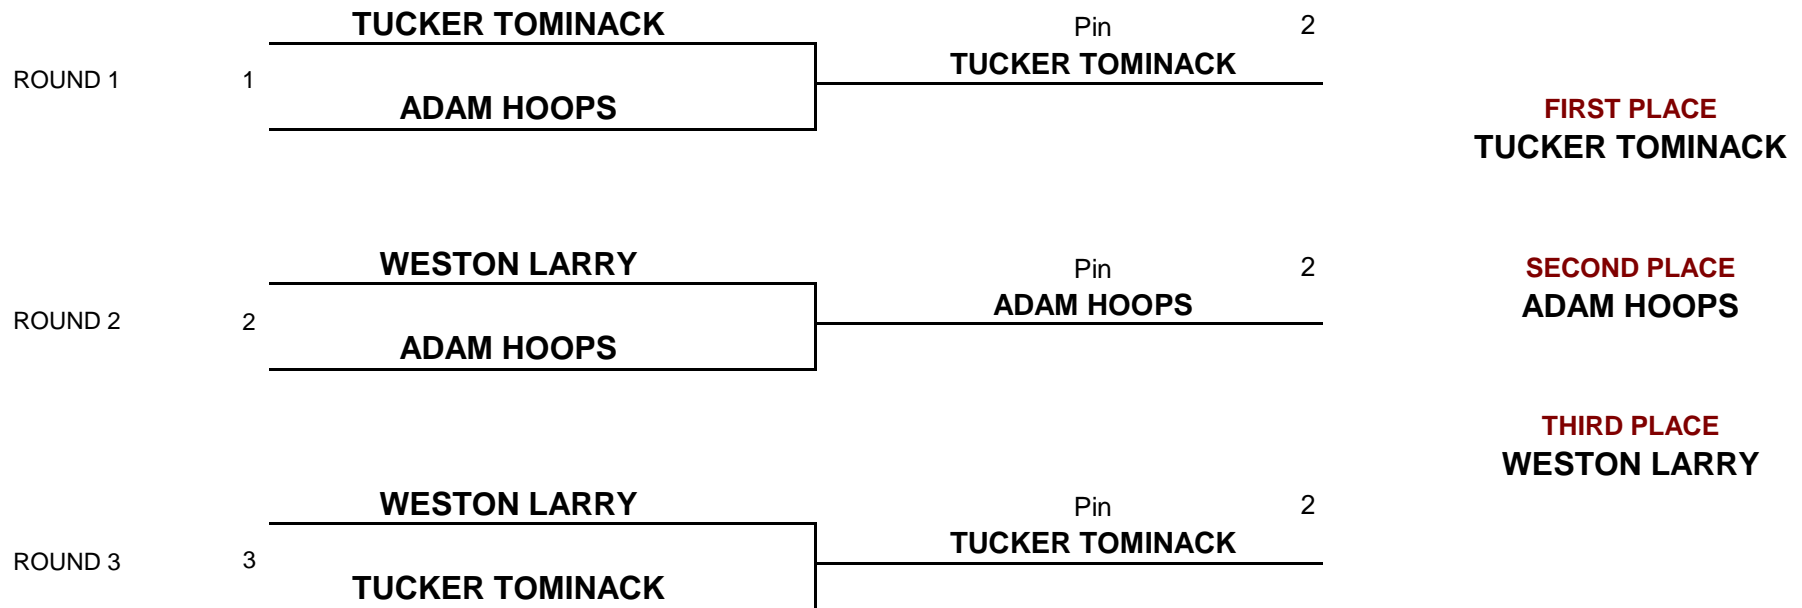 TUCKER TOMINACK
Pin 2
TUCKER TOMINACK
ROUND 1 1
ADAM HOOPS
FIRST PLACE
TUCKER TOMINACK
WESTON LARRY
Pin 2
SECOND PLACE
ADAM HOOPS
ADAM HOOPS
ROUND 2 2
ADAM HOOPS
THIRD PLACE
WESTON LARRY
WESTON LARRY
Pin 2
TUCKER TOMINACK
ROUND 3 3
TUCKER TOMINACK